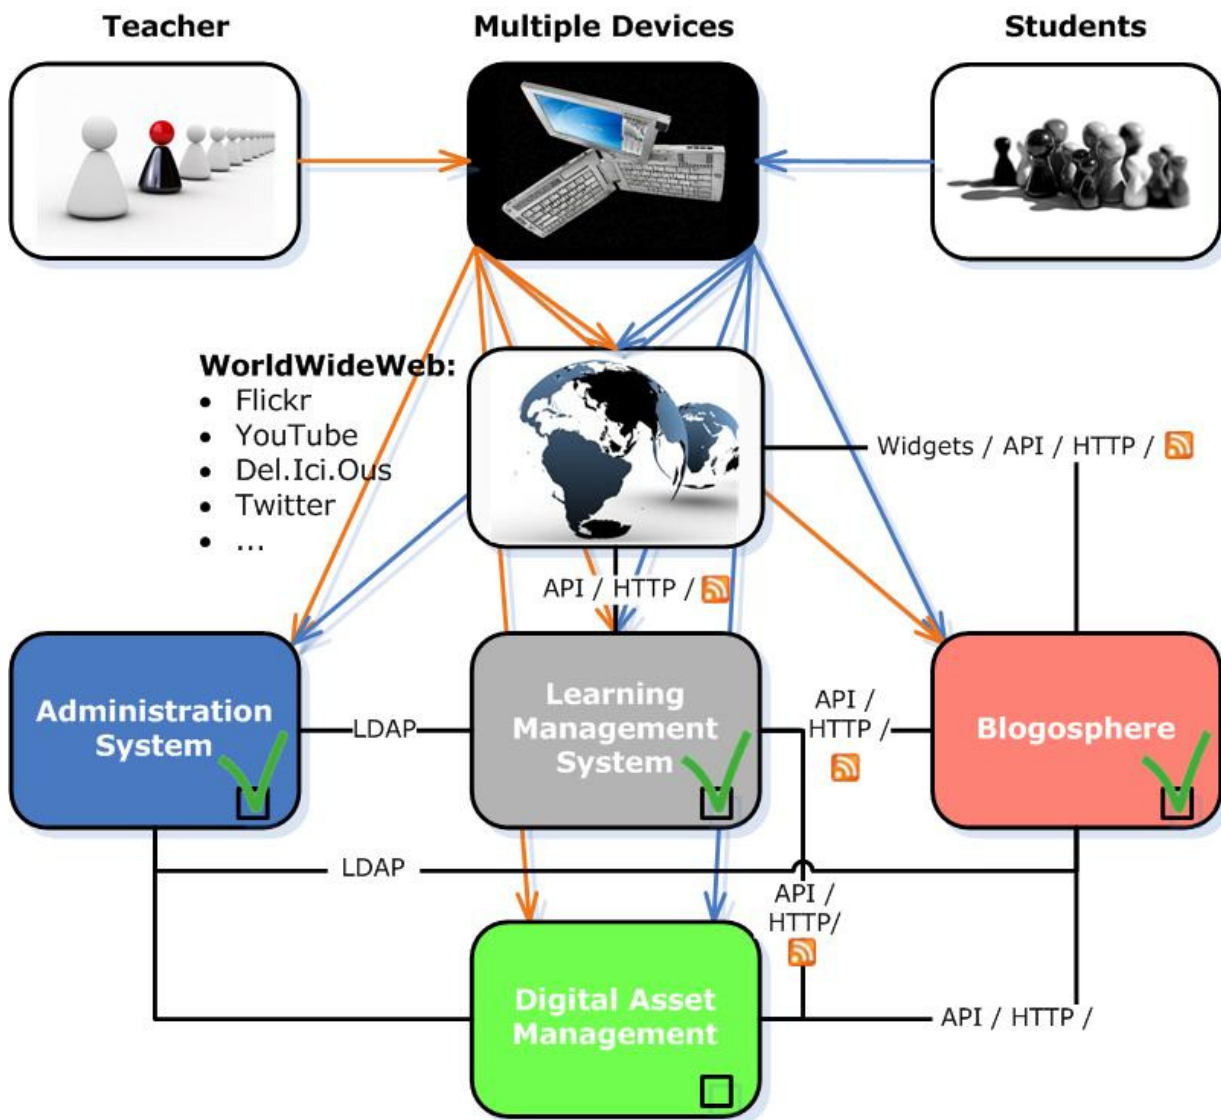 Teacher
Multiple Devices
Students
WorldWideWeb:
• Flickr
• YouTube
• Del.Ici.Ous
• Twitter
• ...
Widgets / API / HTTP /
API / HTTP /
Administration
System
LDAP
Learning
Management
System
API /
HTTP /
Blogosphere
LDAP
API /
HTTP/
Digital Asset
Management
API / HTTP /